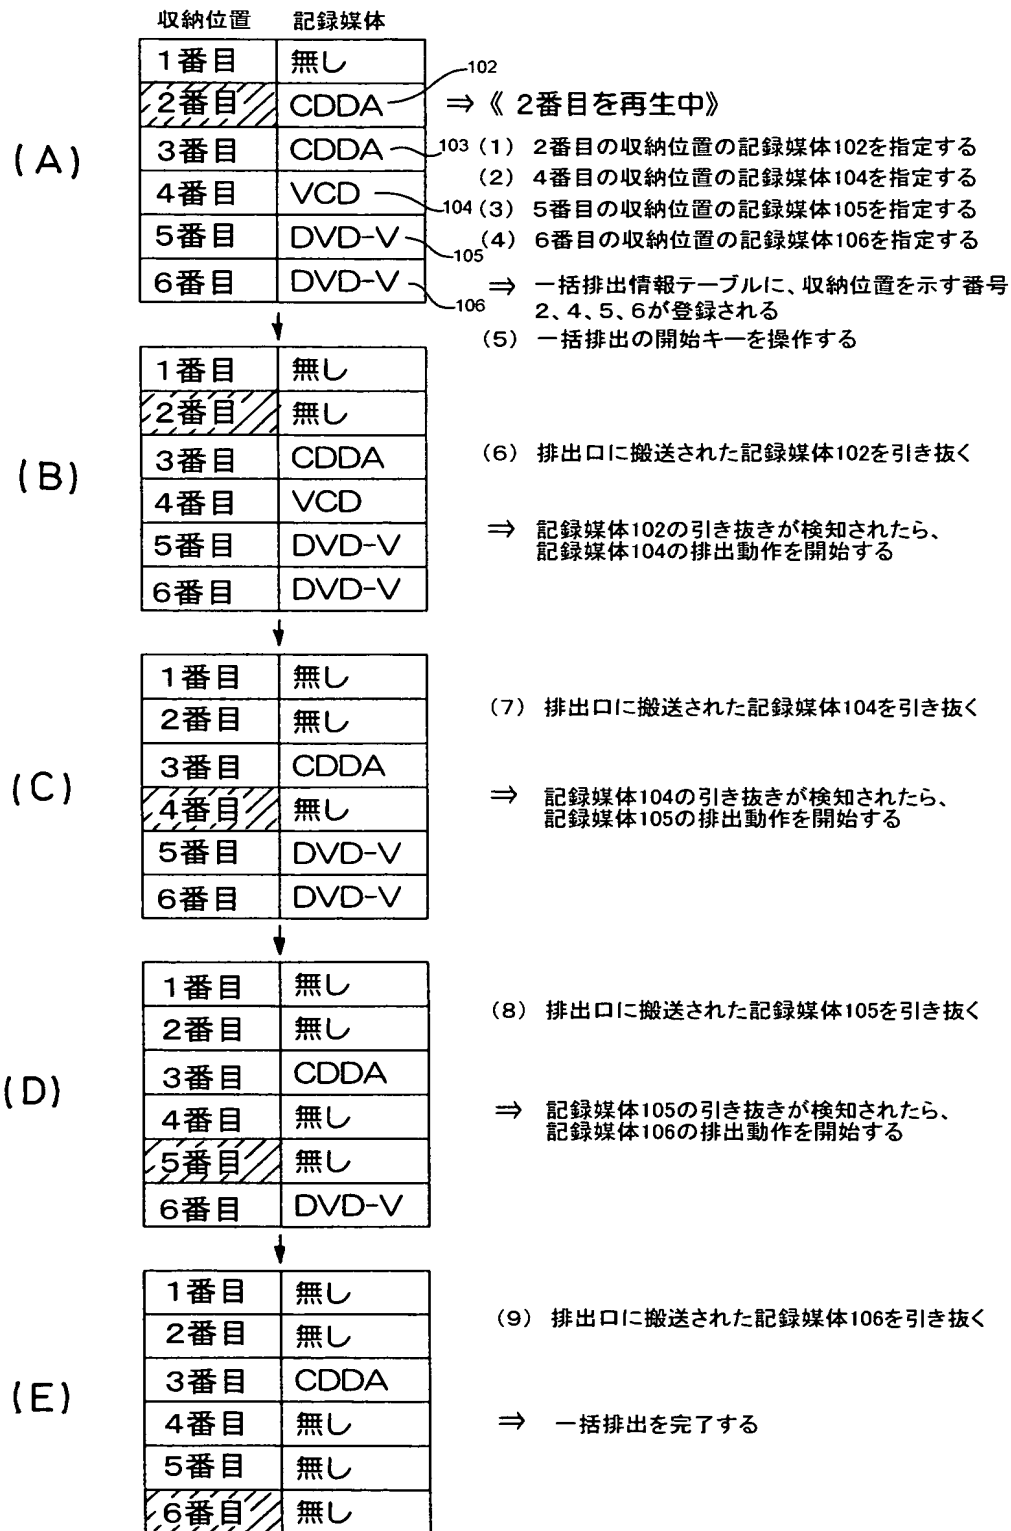 収納位置 記録媒体
(A)
1番目 無し
2番目 CDDA 102 ⇒《 2番目を再生中》
3番目 CDDA 103 (1) 2番目の収納位置の記録媒体102を指定する
4番目 VCD 104 (2) 4番目の収納位置の記録媒体104を指定する
(3) 5番目の収納位置の記録媒体105を指定する
5番目 DVD-V 105 (4) 6番目の収納位置の記録媒体106を指定する
6番目 DVD-V 106 ⇒ 一括排出情報テーブルに、収納位置を示す番号
2、4、5、6が登録される
(5) 一括排出の開始キーを操作する
(B)
1番目 無し
2番目 無し
3番目 CDDA (6) 排出口に搬送された記録媒体102を引き抜く
4番目 VCD
5番目 DVD-V ⇒ 記録媒体102の引き抜きが検知されたら、
記録媒体104の排出動作を開始する
6番目 DVD-V
(C)
1番目 無し
2番目 無し (7) 排出口に搬送された記録媒体104を引き抜く
3番目 CDDA
4番目 無し ⇒ 記録媒体104の引き抜きが検知されたら、
記録媒体105の排出動作を開始する
5番目 DVD-V
6番目 DVD-V
(D)
1番目 無し
2番目 無し (8) 排出口に搬送された記録媒体105を引き抜く
3番目 CDDA
4番目 無し ⇒ 記録媒体105の引き抜きが検知されたら、
記録媒体106の排出動作を開始する
5番目 無し
6番目 DVD-V
(E)
1番目 無し
2番目 無し (9) 排出口に搬送された記録媒体106を引き抜く
3番目 CDDA
4番目 無し ⇒ 一括排出を完了する
5番目 無し
6番目 無し